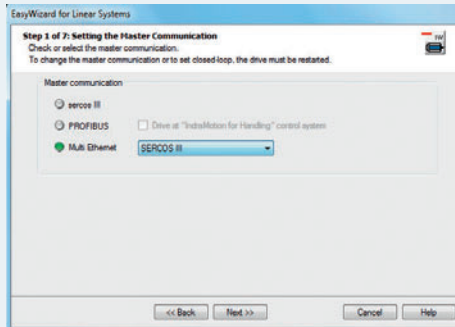 EasyWizard for Linear Systems
Step 1 of 7: Setting the Master Communication
Check or select the master communication.
To change the master communication or to set closed-loop, the drive must be restarted.
Master communication
sercos III
PROFIBUS
Drive at "IndraMotion for Handling" control system
Multi Ethernet
SERCOS III
<< Back
Next >>
Cancel
Help